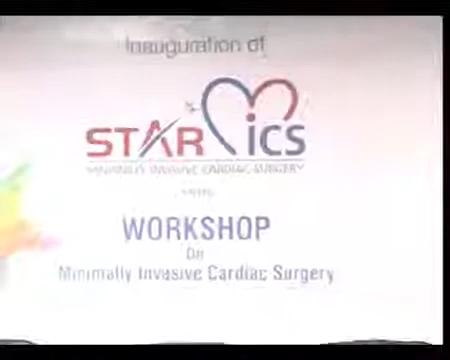 Inauguration of
STAR MICS
MINIMALLY INVASIVE CARDIAC SURGERY
WORKSHOP
On
Minimally Invasive Cardiac Surgery